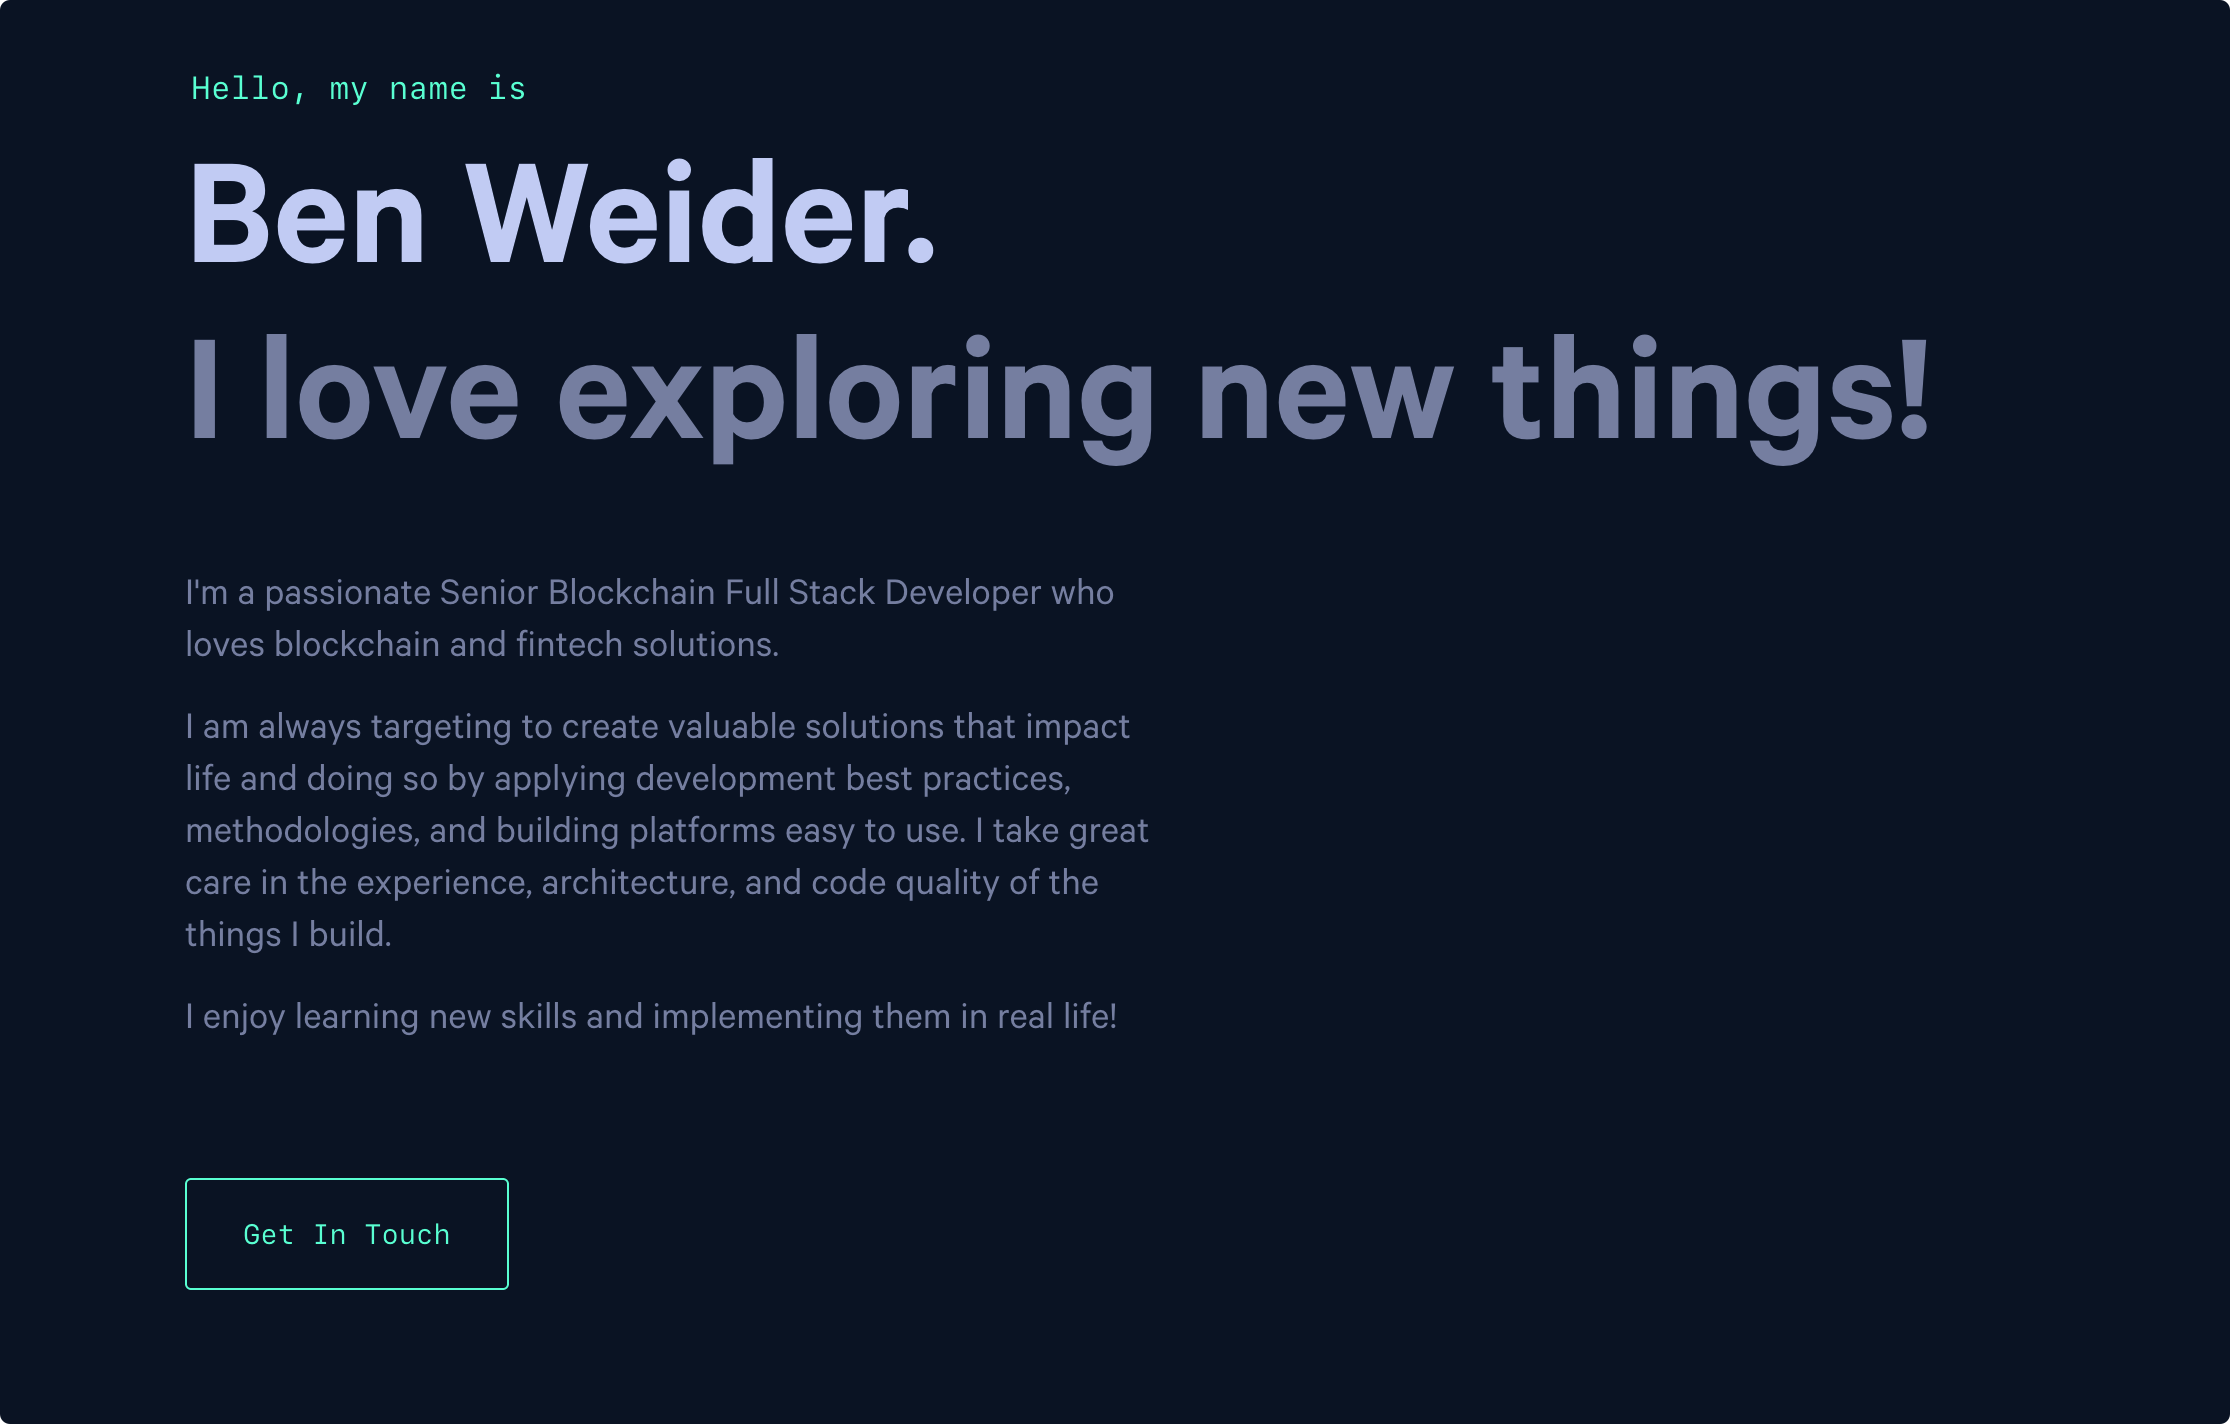 Hello, my name is
Ben Weider.
I love exploring new things!
I'm a passionate Senior Blockchain Full Stack Developer who
loves blockchain and fintech solutions.
I am always targeting to create valuable solutions that impact
life and doing so by applying development best practices,
methodologies, and building platforms easy to use. I take great
care in the experience, architecture, and code quality of the
things I build.
I enjoy learning new skills and implementing them in real life!
Get In Touch